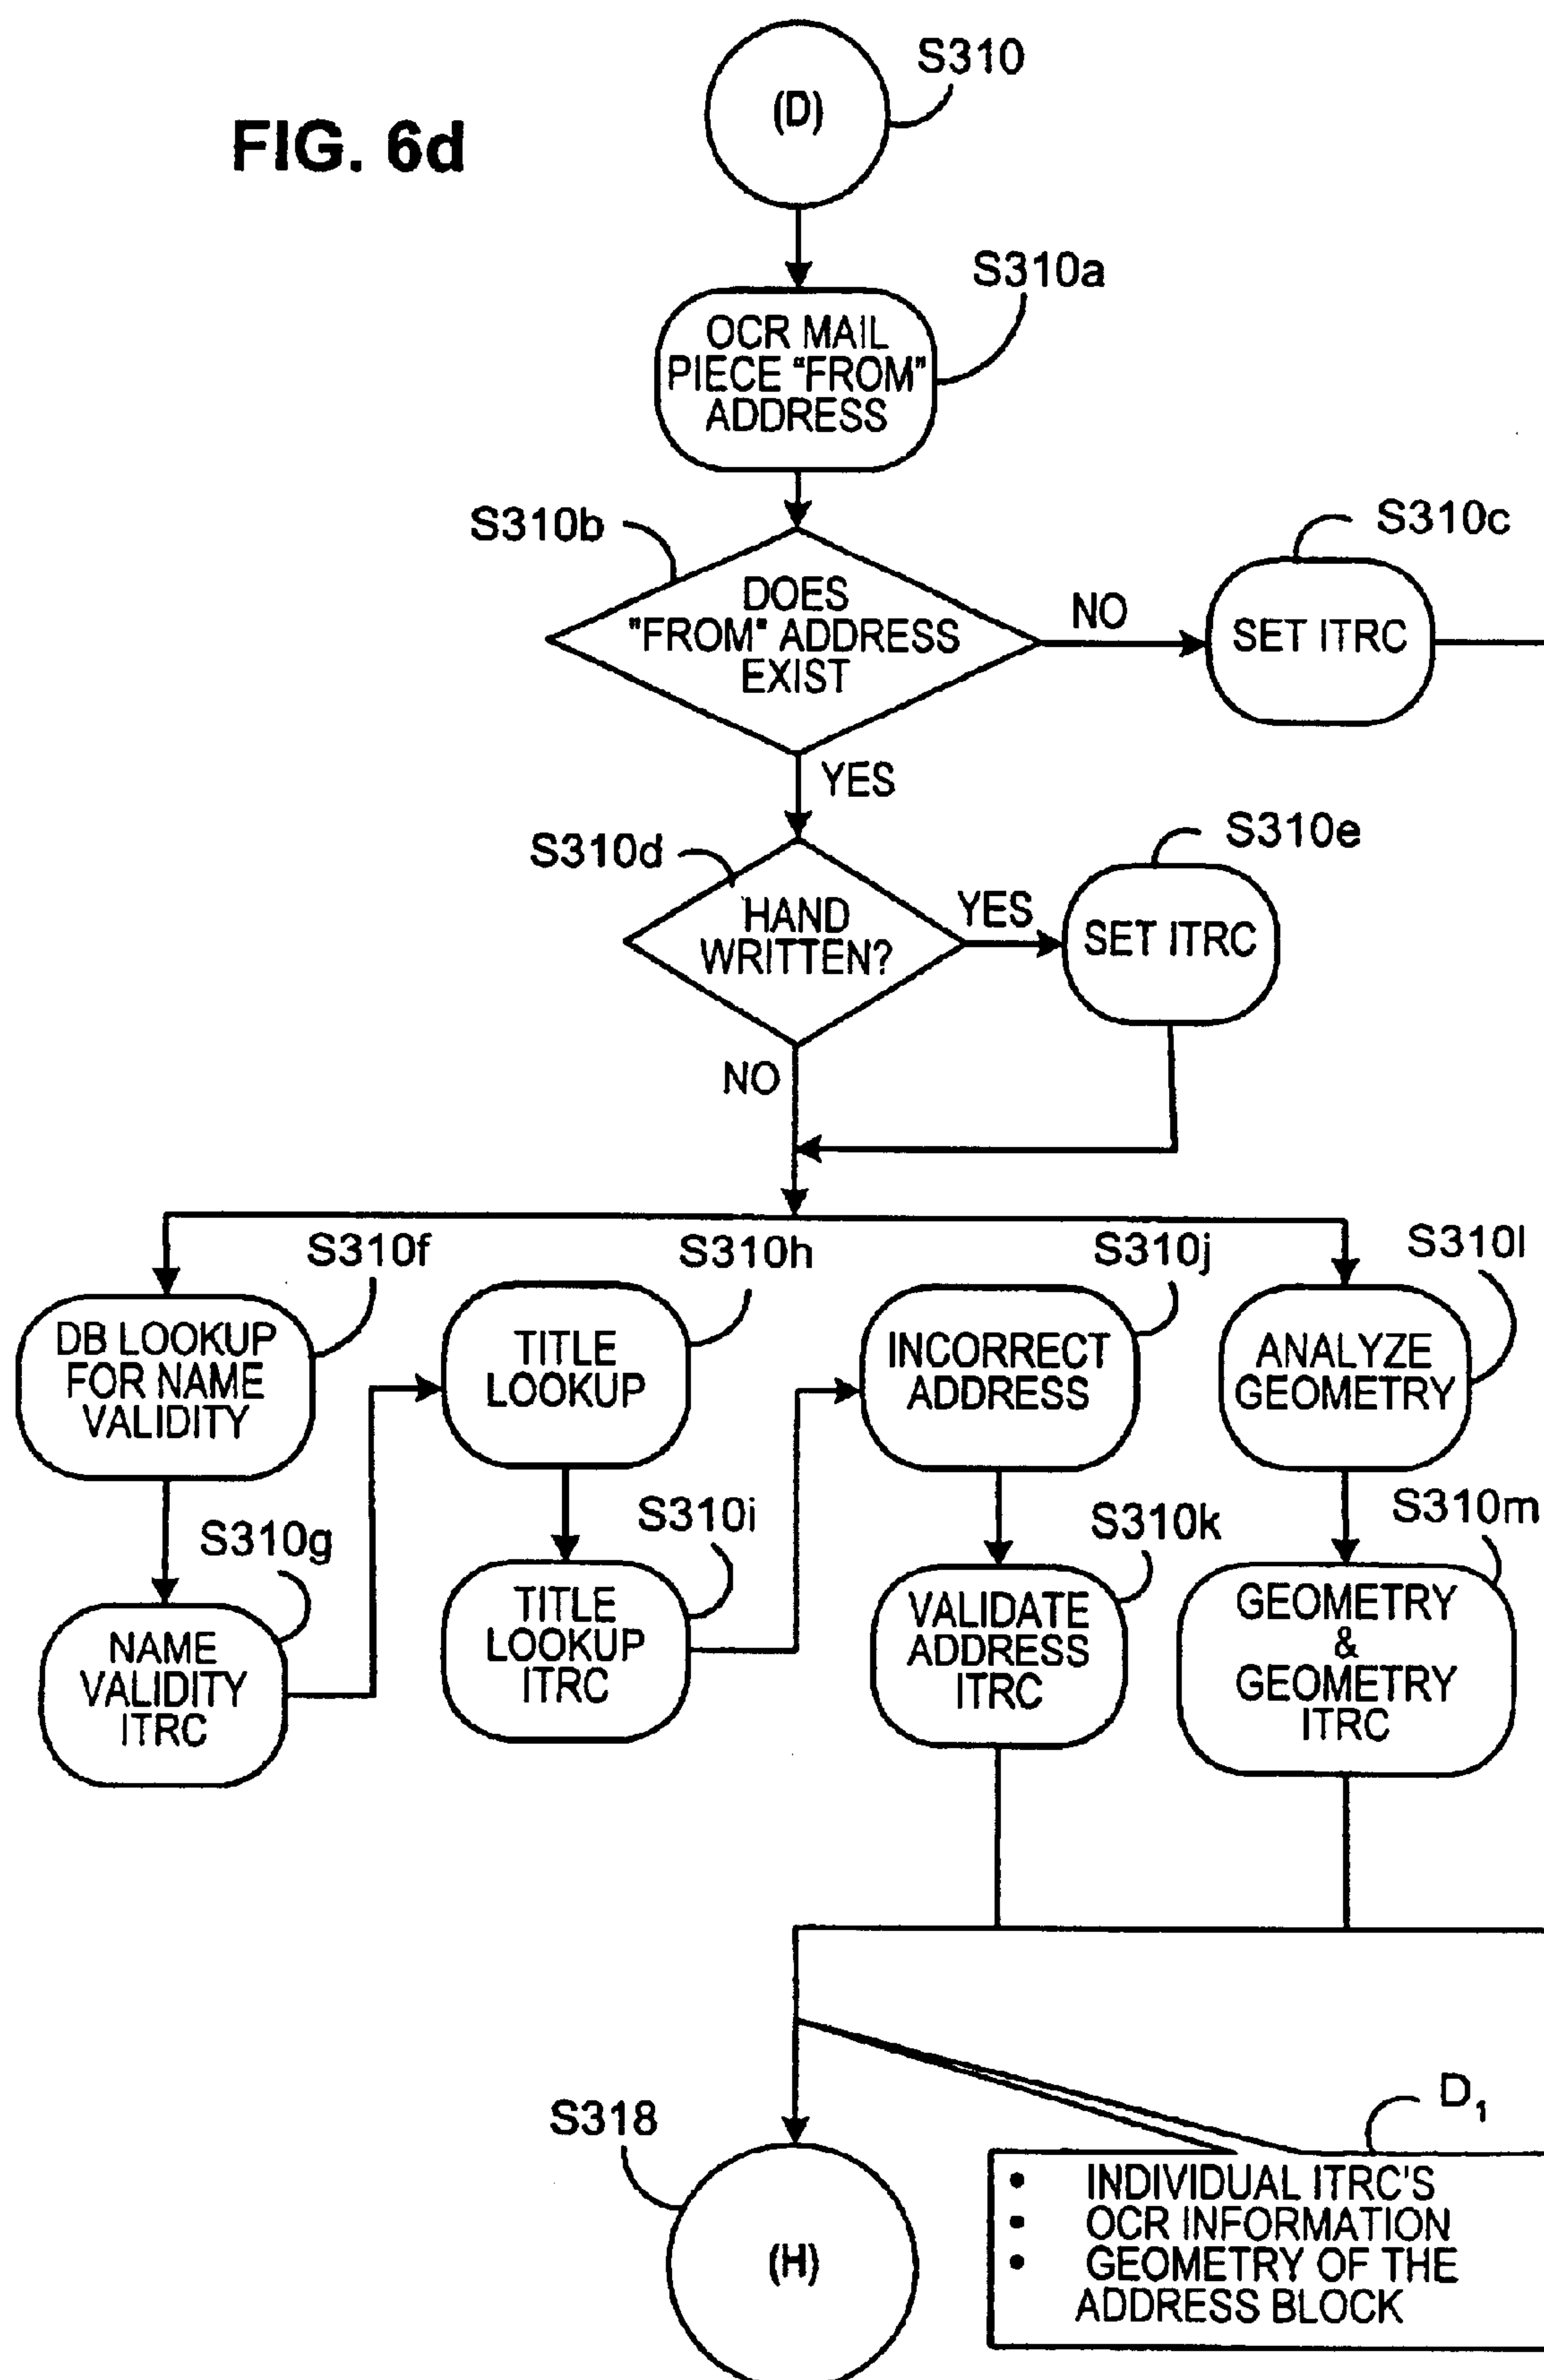 FIG. 6d
(D)
S310
S310a
OCR MAIL
PIECE "FROM"
ADDRESS
S310b
DOES
"FROM" ADDRESS
EXIST
NO
S310c
SET ITRC
YES
S310d
HAND
WRITTEN?
YES
S310e
SET ITRC
NO
S310f
DB LOOKUP
FOR NAME
VALIDITY
S310g
NAME
VALIDITY
ITRC
S310h
TITLE
LOOKUP
S310i
TITLE
LOOKUP
ITRC
S310j
INCORRECT
ADDRESS
S310k
VALIDATE
ADDRESS
ITRC
S310l
ANALYZE
GEOMETRY
S310m
GEOMETRY
&
GEOMETRY
ITRC
S318
(H)
D1
• INDIVIDUAL ITRC'S
• OCR INFORMATION
• GEOMETRY OF THE
ADDRESS BLOCK